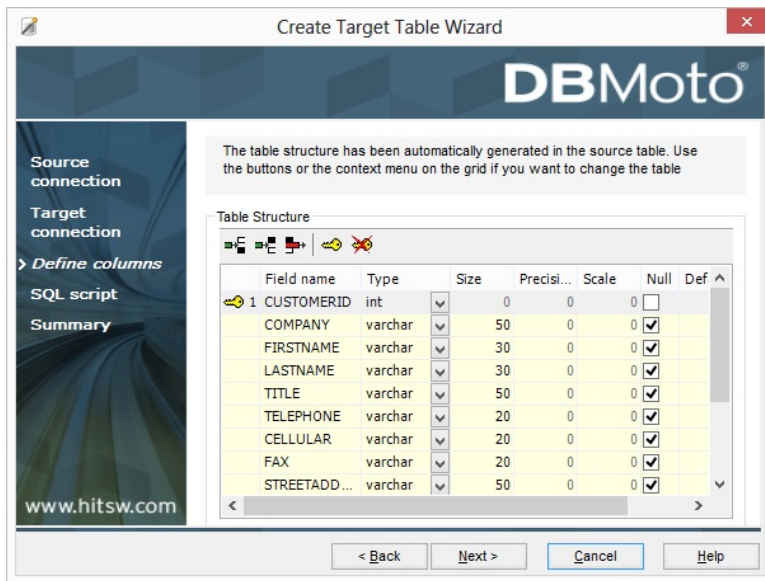 Create Target Table Wizard
DBMoto®
Source
connection
Target
connection
Define columns
SQL script
Summary
www.hitsw.com
The table structure has been automatically generated in the source table. Use
the buttons or the context menu on the grid if you want to change the table
Table Structure
Field name Type Size Precisi... Scale Null Def
1 CUSTOMERID int 0 0 0
COMPANY varchar 50 0 0
FIRSTNAME varchar 30 0 0
LASTNAME varchar 30 0 0
TITLE varchar 50 0 0
TELEPHONE varchar 20 0 0
CELLULAR varchar 20 0 0
FAX varchar 20 0 0
STREETADD... varchar 50 0 0
< Back Next > Cancel Help